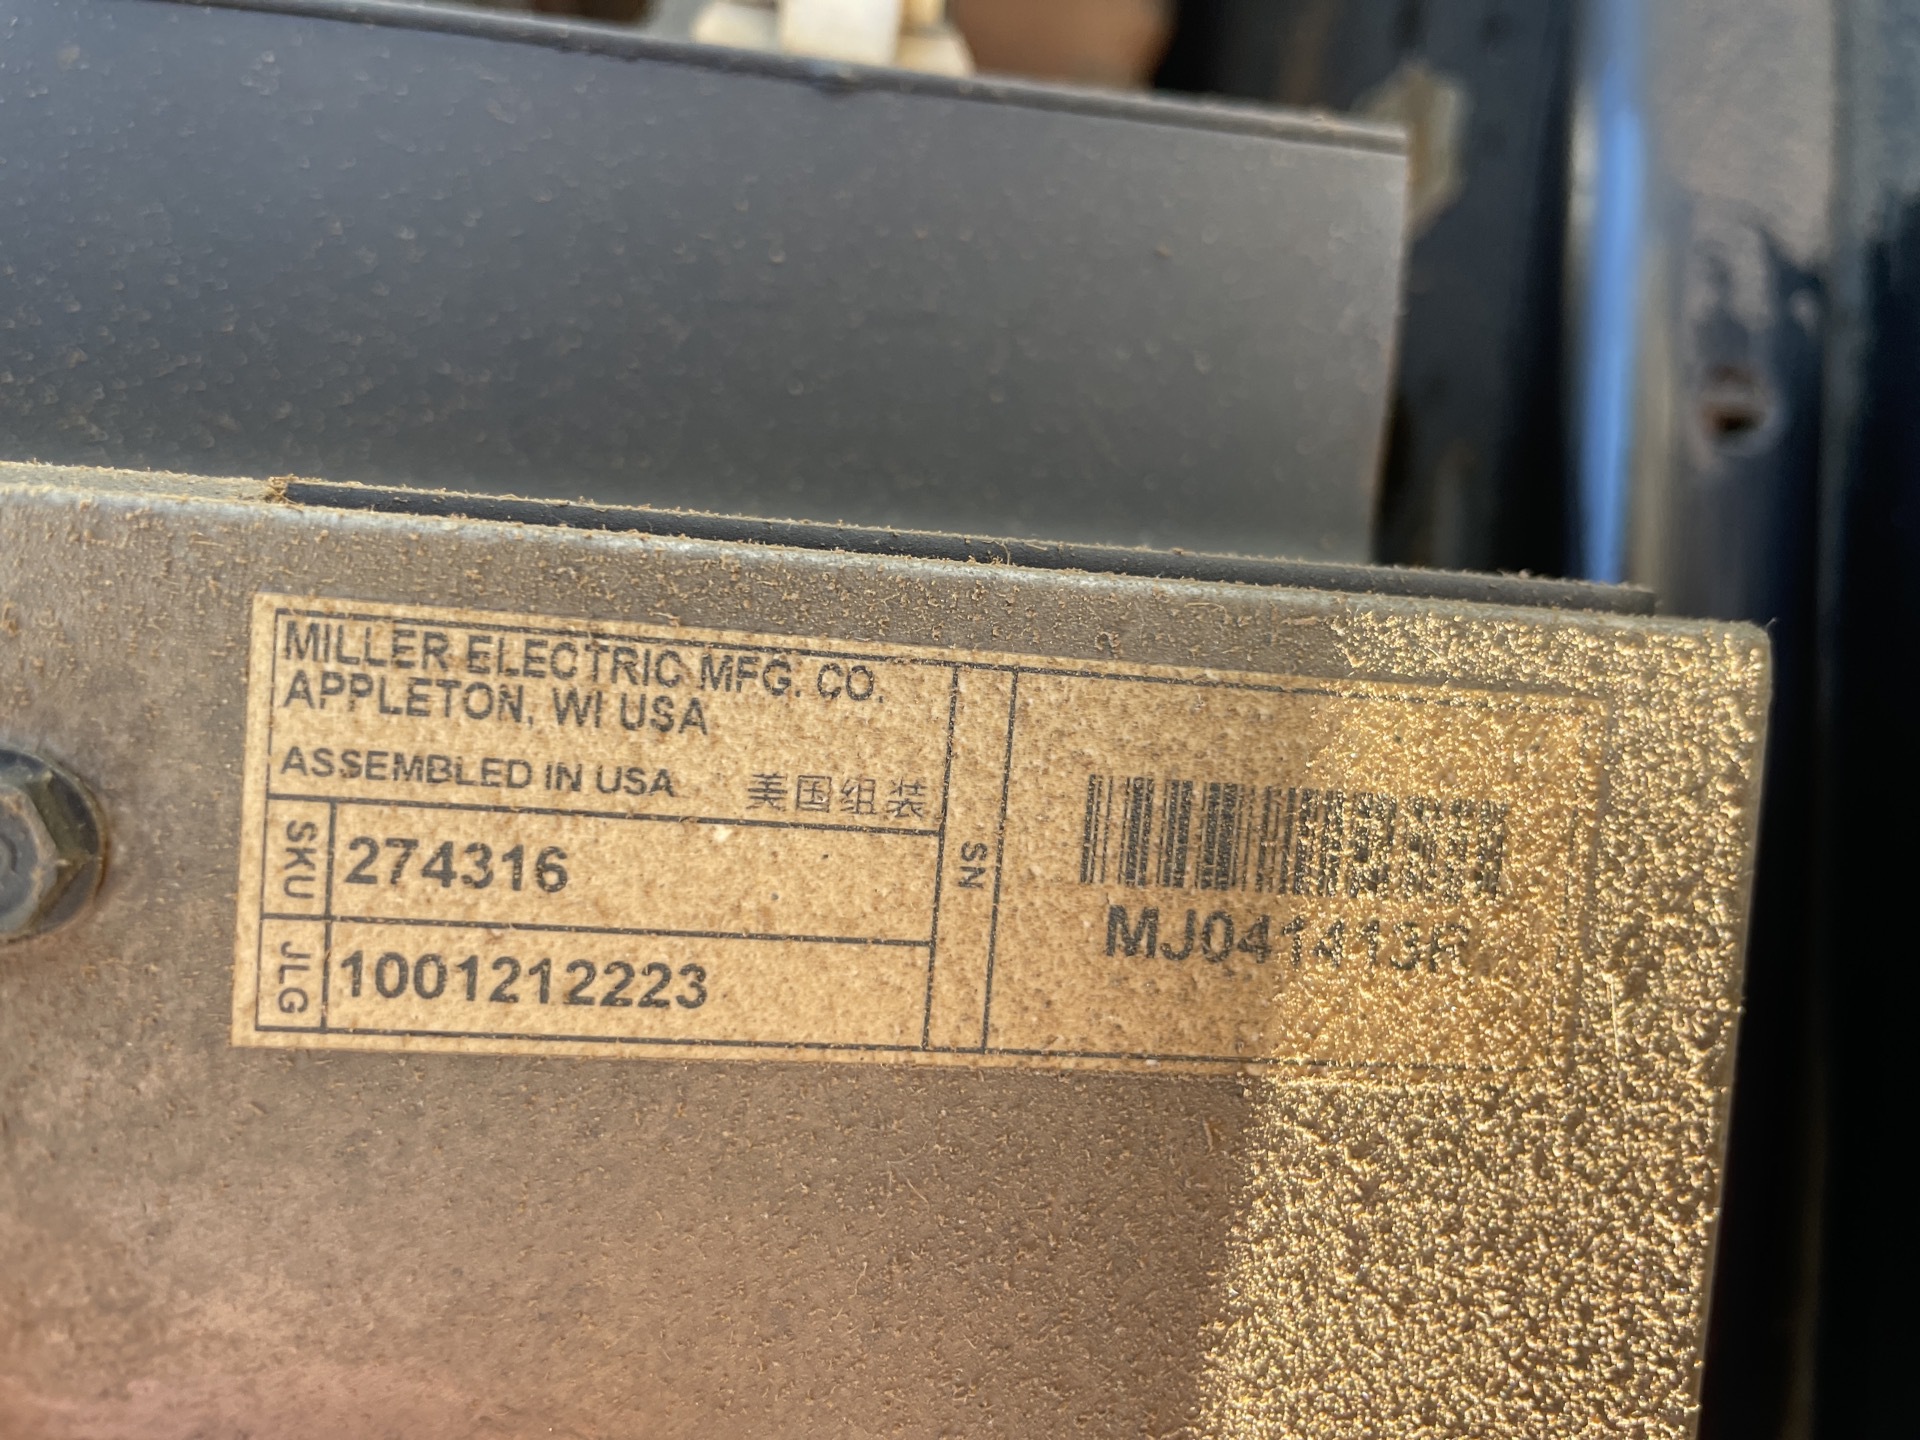 MILLER ELECTRIC MFG. CO.
APPLETON, WI USA
ASSEMBLED IN USA 美国组装
SKU 274316
JLG 1001212223
SN
MJ041413R